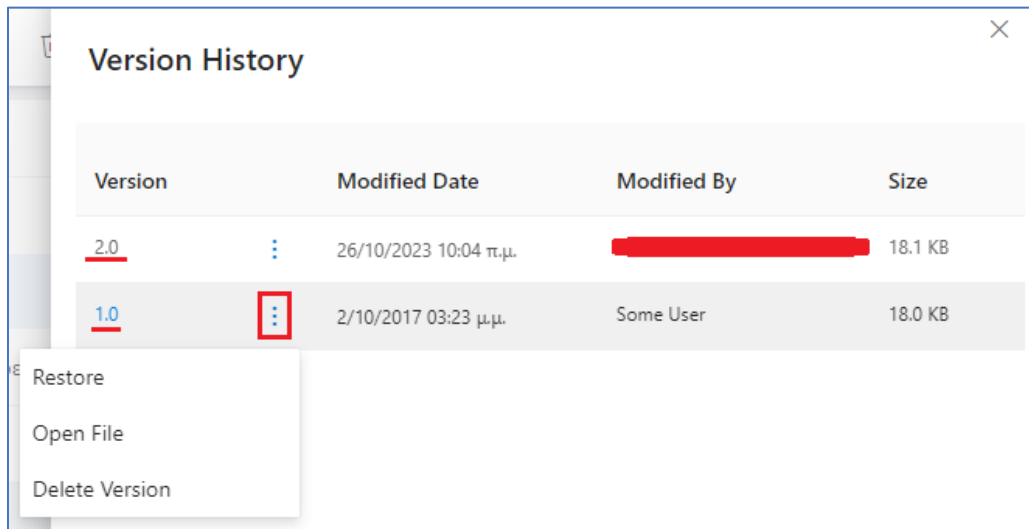 Version History
Version Modified Date Modified By Size
2.0 26/10/2023 10:04 π.μ. 18.1 KB
1.0 2/10/2017 03:23 μ.μ. Some User 18.0 KB
Restore
Open File
Delete Version